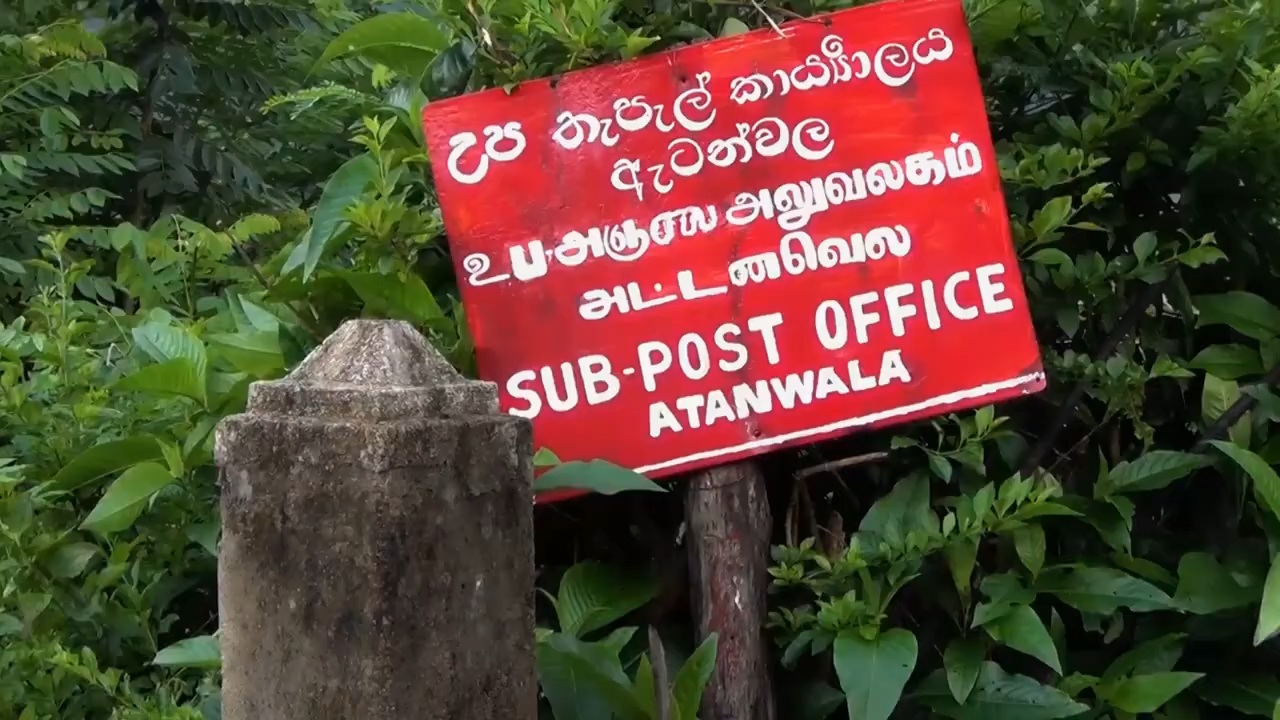 උප තැපැල් කාර්‍ය්‍යාලය
ඇටන්වල
உப-அஞ்சல அலுவலகம்
அட்டனவெல
SUB-POST OFFICE
ATANWALA